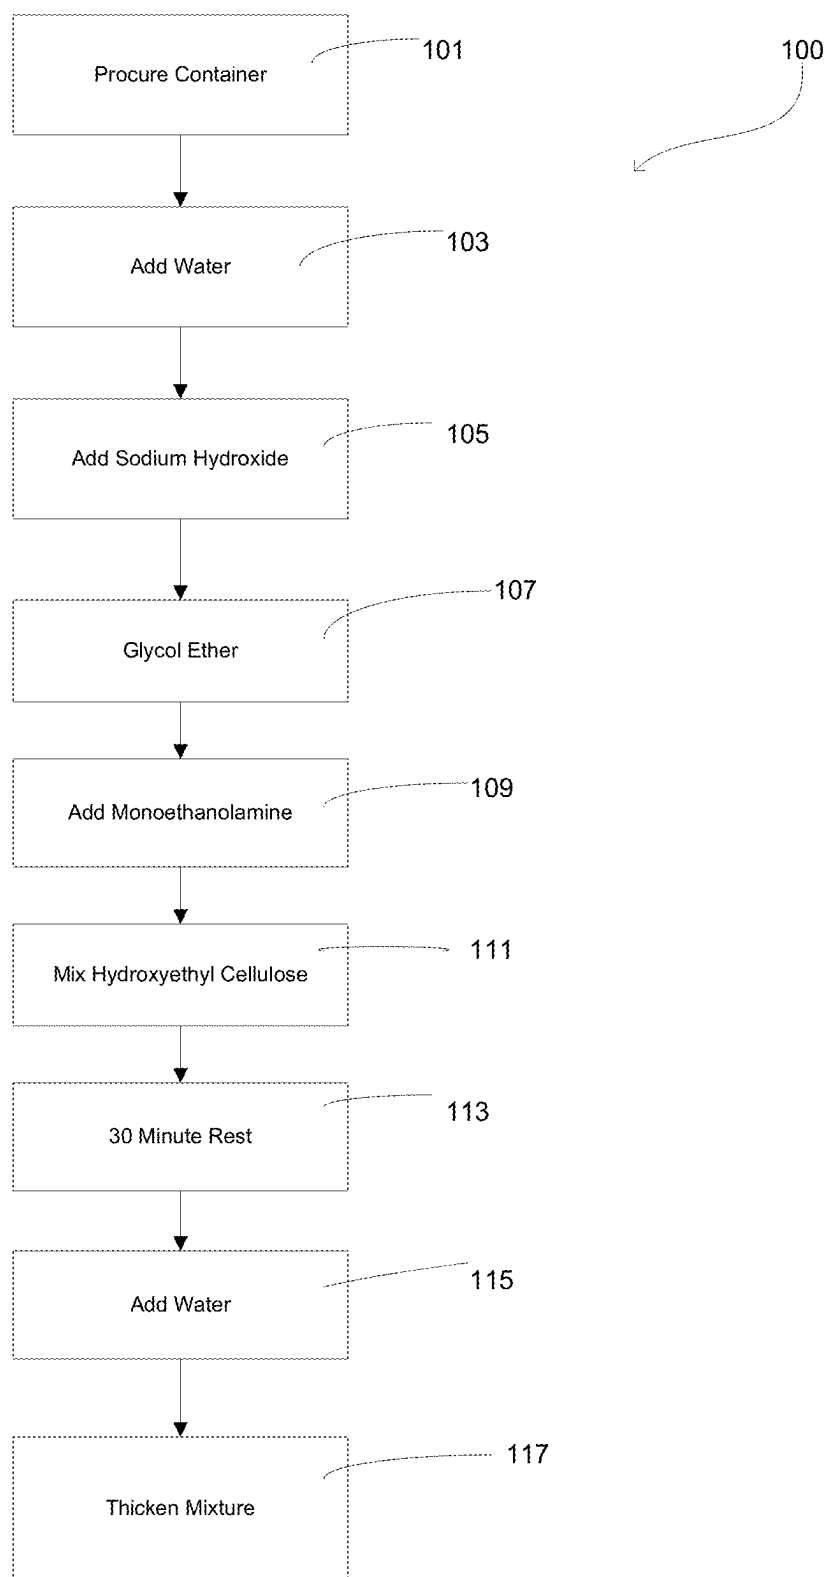 Procure Container
101
100
Add Water
103
Add Sodium Hydroxide
105
Glycol Ether
107
Add Monoethanolamine
109
Mix Hydroxyethyl Cellulose
111
30 Minute Rest
113
Add Water
115
Thicken Mixture
117